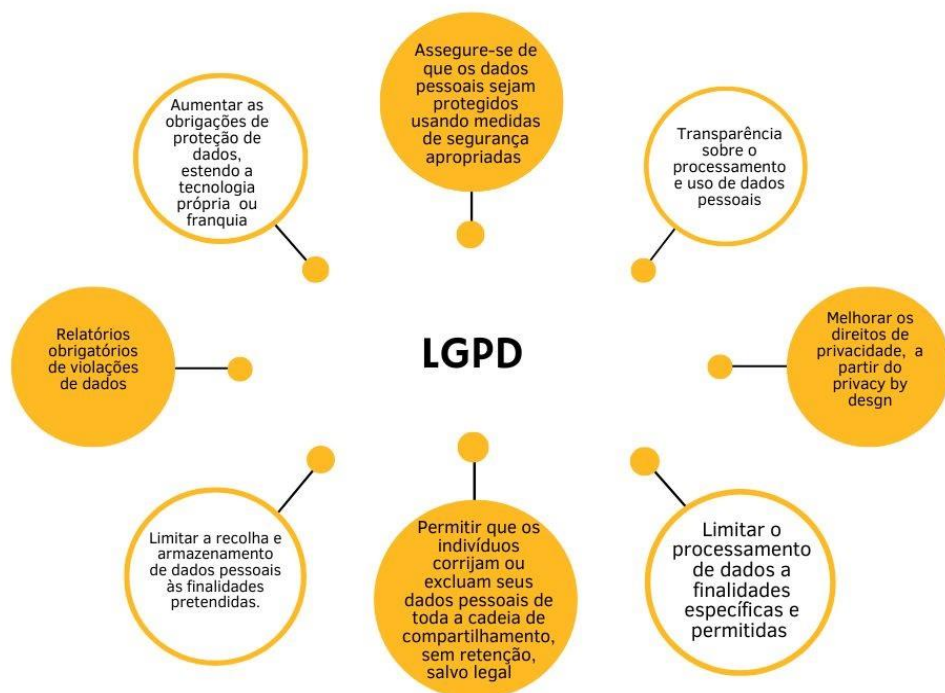 Assegure-se de
que os dados
pessoais sejam
protegidos
usando medidas
de segurança
apropriadas
Aumentar as
obrigações de
proteção de
dados,
estendo a
tecnologia
própria ou
franquia
Transparência
sobre o
processamento
e uso de dados
pessoais
Relatórios
obrigatórios
de violações
de dados
LGPD
Melhorar os
direitos de
privacidade, a
partir do
privacy by
desgn
Limitar a recolha e
armazenamento
de dados pessoais
às finalidades
pretendidas.
Permitir que os
indivíduos
corrijam ou
excluam seus
dados pessoais de
toda a cadeia de
compartilhamento,
sem retenção,
salvo legal
Limitar o
processamento
de dados a
finalidades
específicas e
permitidas